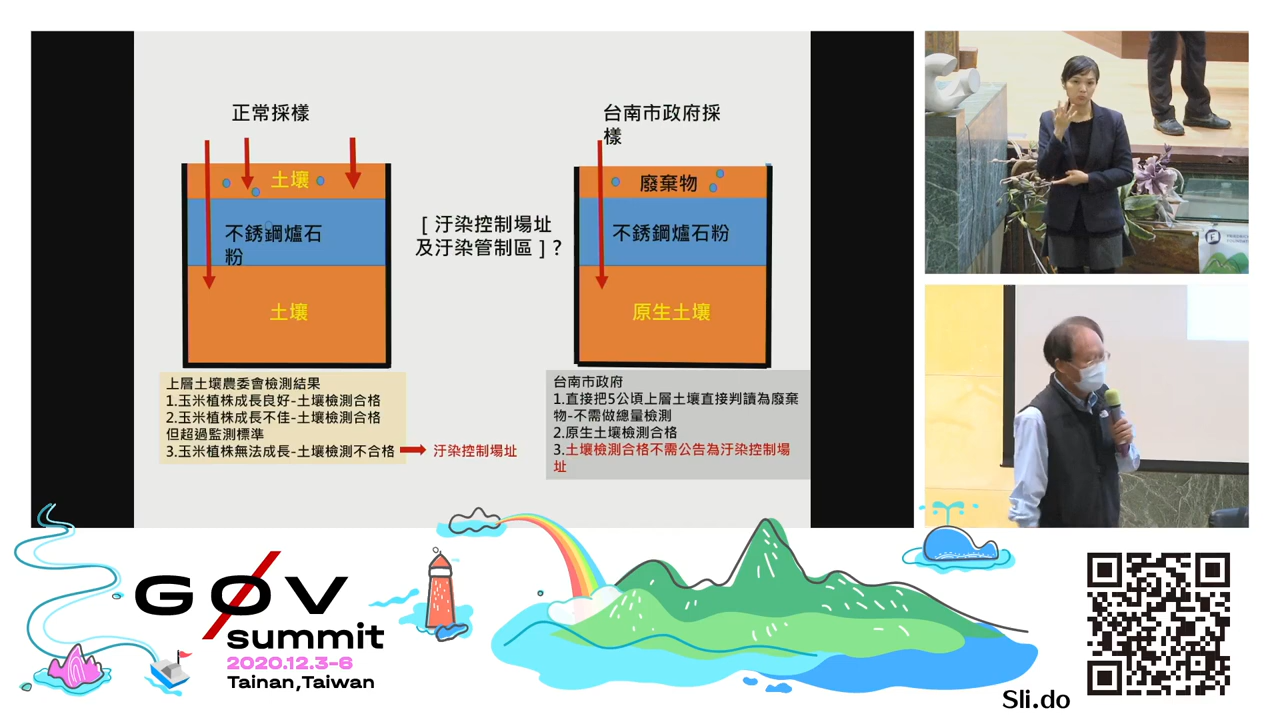 正常採樣
土壤
不銹鋼爐石
粉
土壤
上層土壤農委會檢測結果
1.玉米植株成長良好-土壤檢測合格
2.玉米植株成長不佳-土壤檢測合格
但超過監測標準
3.玉米植株無法成長-土壤檢測不合格
汙染控制場址
[ 汙染控制場址
及汙染管制區 ] ?
台南市政府採
樣
廢棄物
不銹鋼爐石粉
原生土壤
台南市政府
1.直接把5公頃上層土壤直接判讀為廢棄
物-不需做總量檢測
2.原生土壤檢測合格
3.土壤檢測合格不需公告為汙染控制場
址
GØV
summit
2020.12.3-6
Tainan,Taiwan
Sli.do